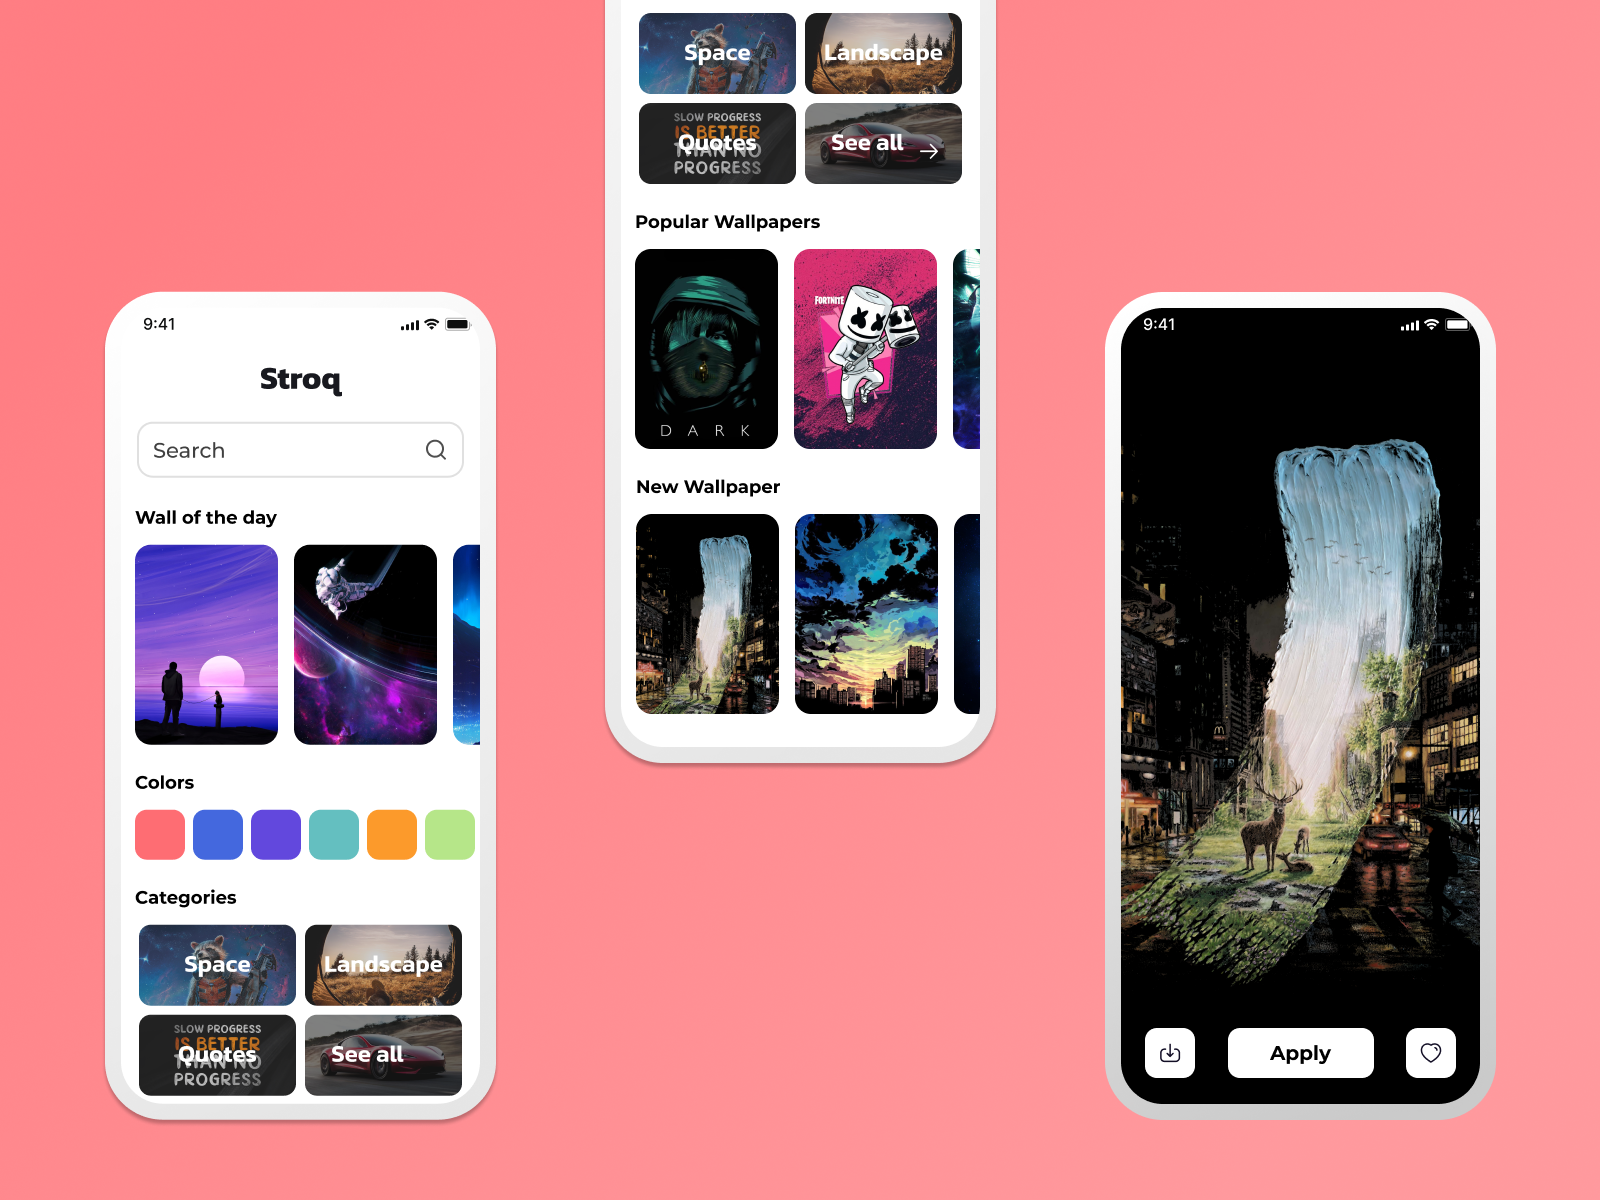 9:41
Stroq
Search
Wall of the day
Colors
Categories
Space
Landscape
SLOW PROGRESS
IS BETTER
Quotes
THAN NO
PROGRESS
See all
Space
Landscape
SLOW PROGRESS
IS BETTER
Quotes
THAN NO
PROGRESS
See all
Popular Wallpapers
DARK
FORTNITE
New Wallpaper
9:41
Apply